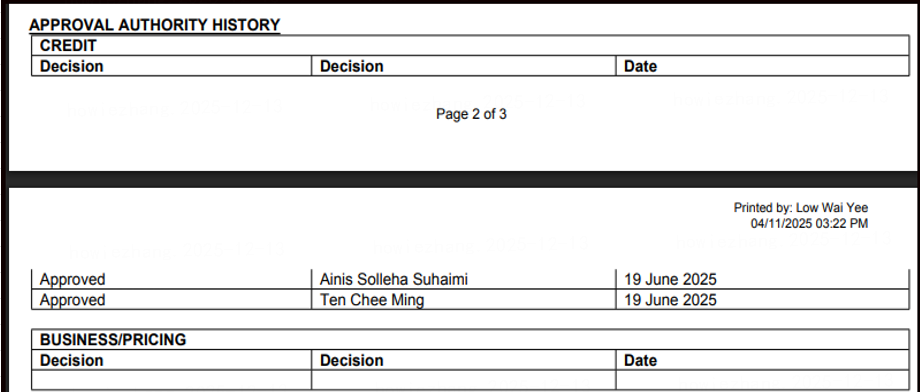 APPROVAL AUTHORITY HISTORY
CREDIT
Decision Decision Date
Page 2 of 3
Printed by: Low Wai Yee
04/11/2025 03:22 PM
Approved Ainis Solleha Suhaimi 19 June 2025
Approved Ten Chee Ming 19 June 2025
BUSINESS/PRICING
Decision Decision Date